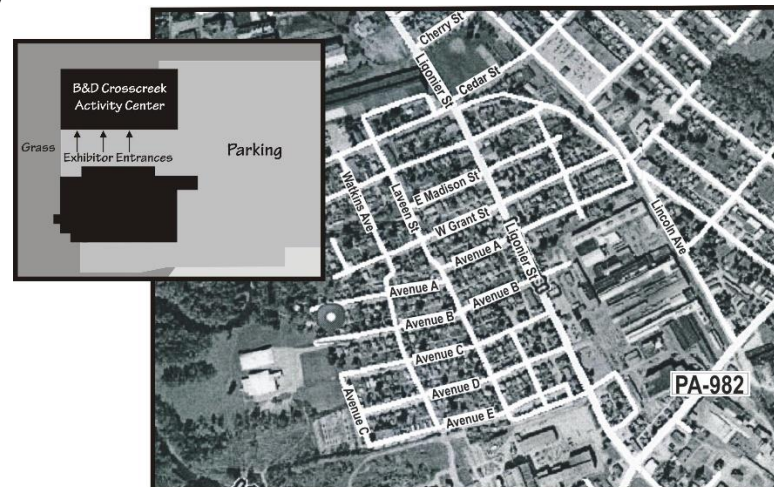 B&D Crosscreek
Activity Center
Grass
Exhibitor Entrances
Parking
Cherry St
Ligonier St
Cedar St
Watkins Ave
Laveen St
E Madison St
W Grant St
Avenue A
Ligonier St
Lincoln Ave
Avenue A
Avenue B
Avenue B
Avenue C
Avenue D
Avenue C
Avenue E
PA-982